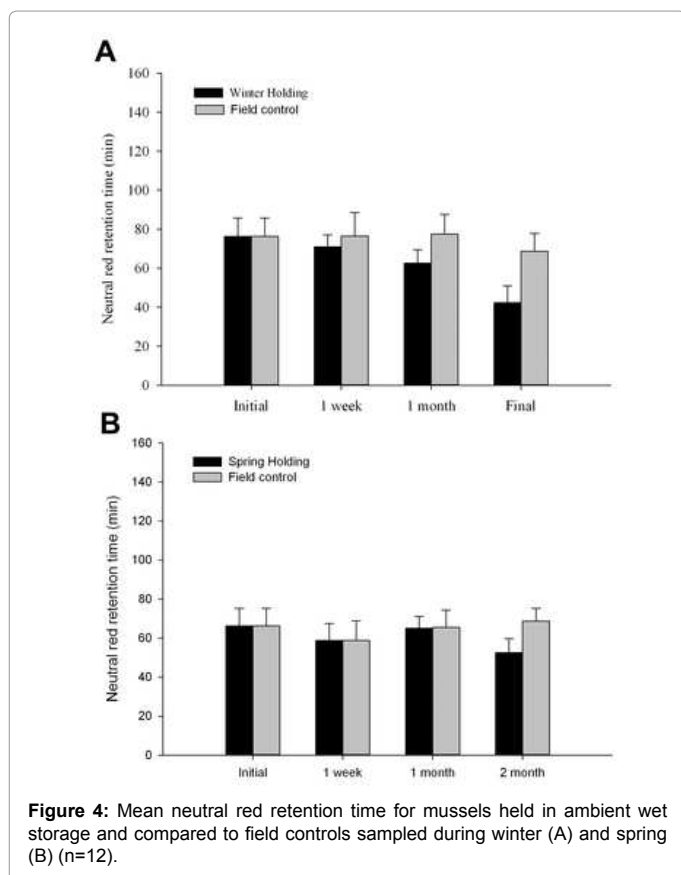 A
160
140
120
100
80
60
40
20
0
Neutral red retention time (min)
Winter Holding
Field control
Initial 1 week 1 month Final
B
160
140
120
100
80
60
40
20
0
Neutral red retention time (min)
Spring Holding
Field control
Initial 1 week 1 month 2 month
Figure 4: Mean neutral red retention time for mussels held in ambient wet
storage and compared to field controls sampled during winter (A) and spring
(B) (n=12).